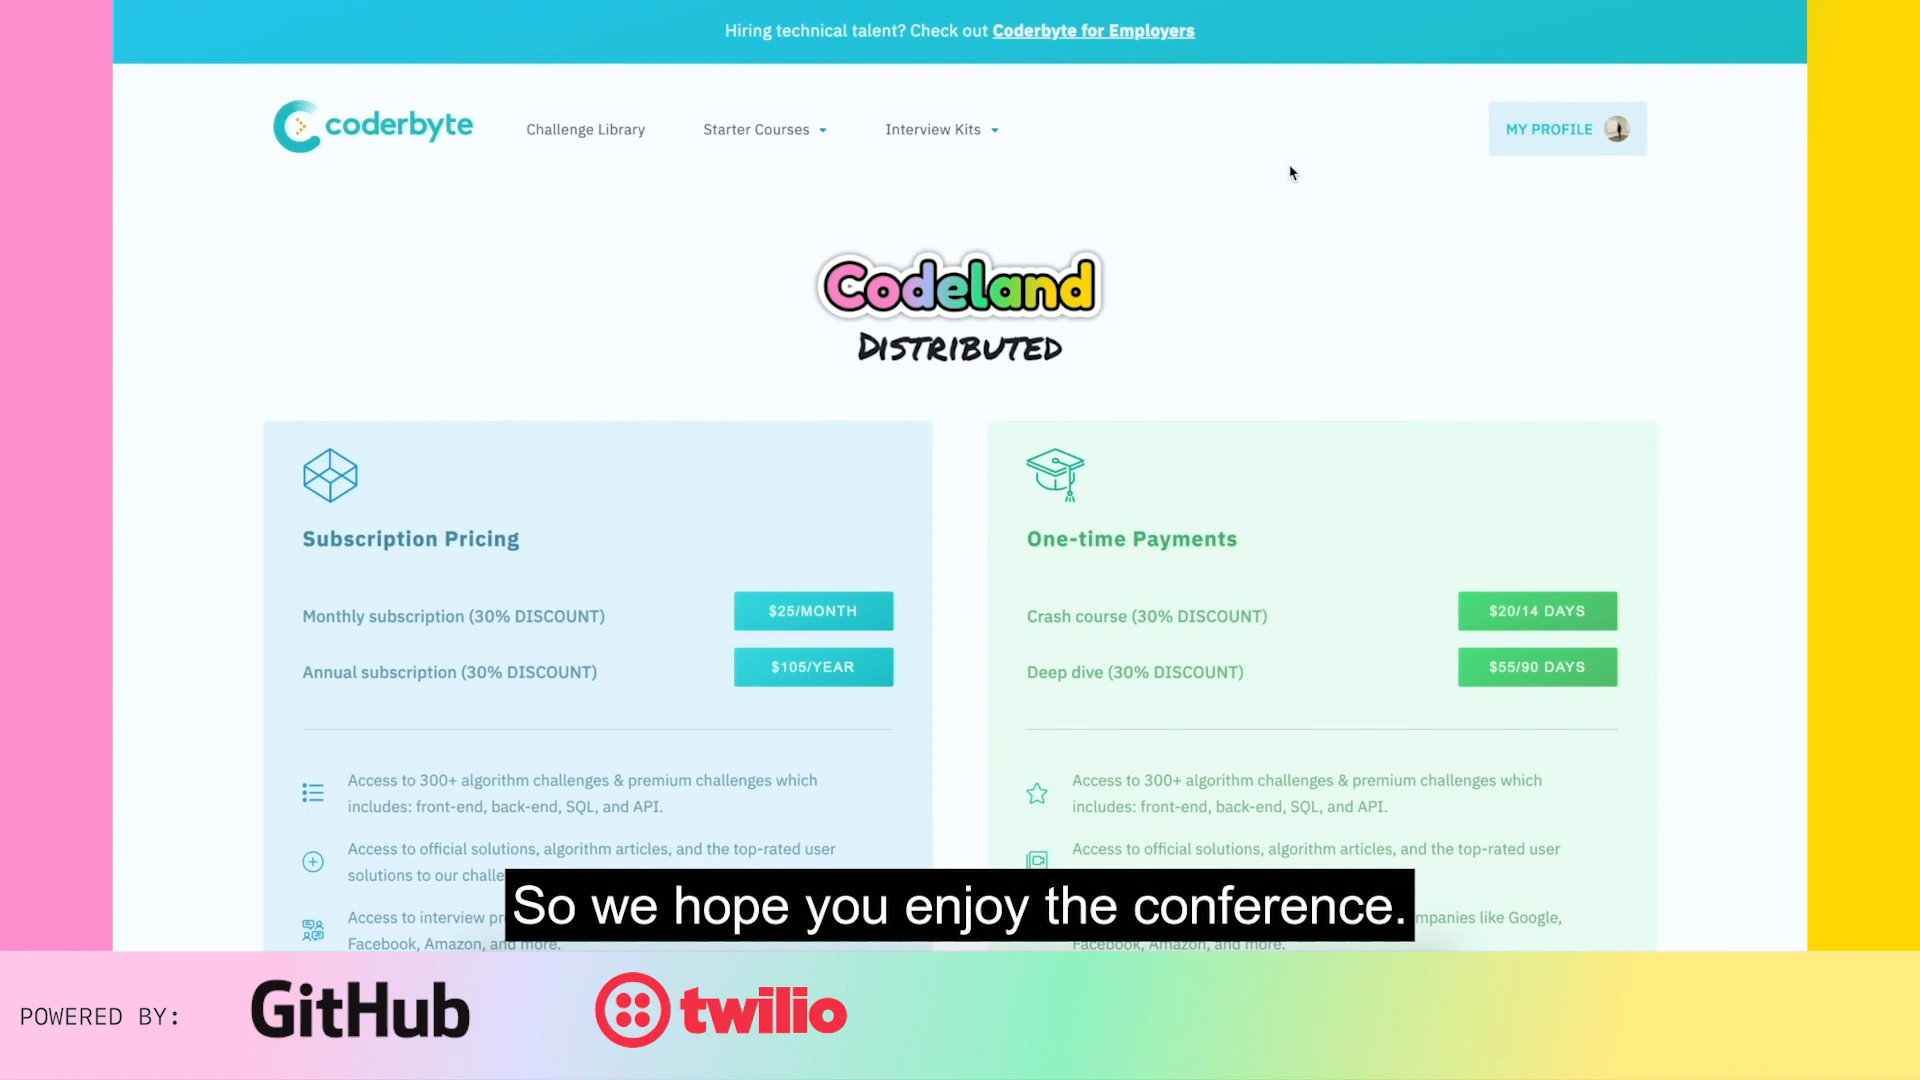 Hiring technical talent? Check out Coderbyte for Employers
coderbyte
Challenge Library
Starter Courses
Interview Kits
MY PROFILE
Codeland
DISTRIBUTED
Subscription Pricing
Monthly subscription (30% DISCOUNT)
$25/MONTH
Annual subscription (30% DISCOUNT)
$105/YEAR
Access to 300+ algorithm challenges & premium challenges which
includes: front-end, back-end, SQL, and API.
Access to official solutions, algorithm articles, and the top-rated user
solutions to our
Access to interview
Facebook, Amazon, and more.
One-time Payments
Crash course (30% DISCOUNT)
$20/14 DAYS
Deep dive (30% DISCOUNT)
$55/90 DAYS
Access to 300+ algorithm challenges & premium challenges which
includes: front-end, back-end, SQL, and API.
Access to official solutions, algorithm articles, and the top-rated user
like Google,
Facebook, Amazon, and more.
So we hope you enjoy the conference.
POWERED BY:
GitHub
twilio